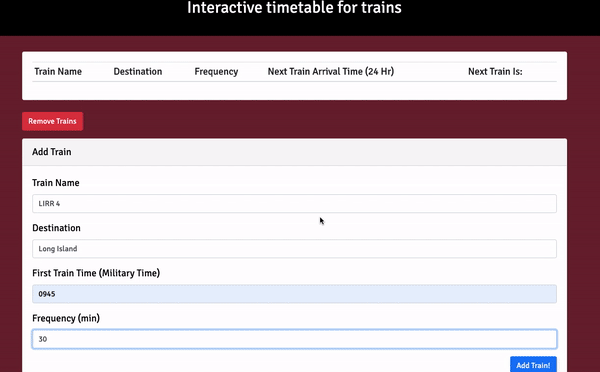 Interactive timetable for trains
Train Name Destination Frequency Next Train Arrival Time (24 Hr) Next Train Is:
Remove Trains
Add Train
Train Name
LIRR 4
Destination
Long Island
First Train Time (Military Time)
0945
Frequency (min)
30
Add Train!